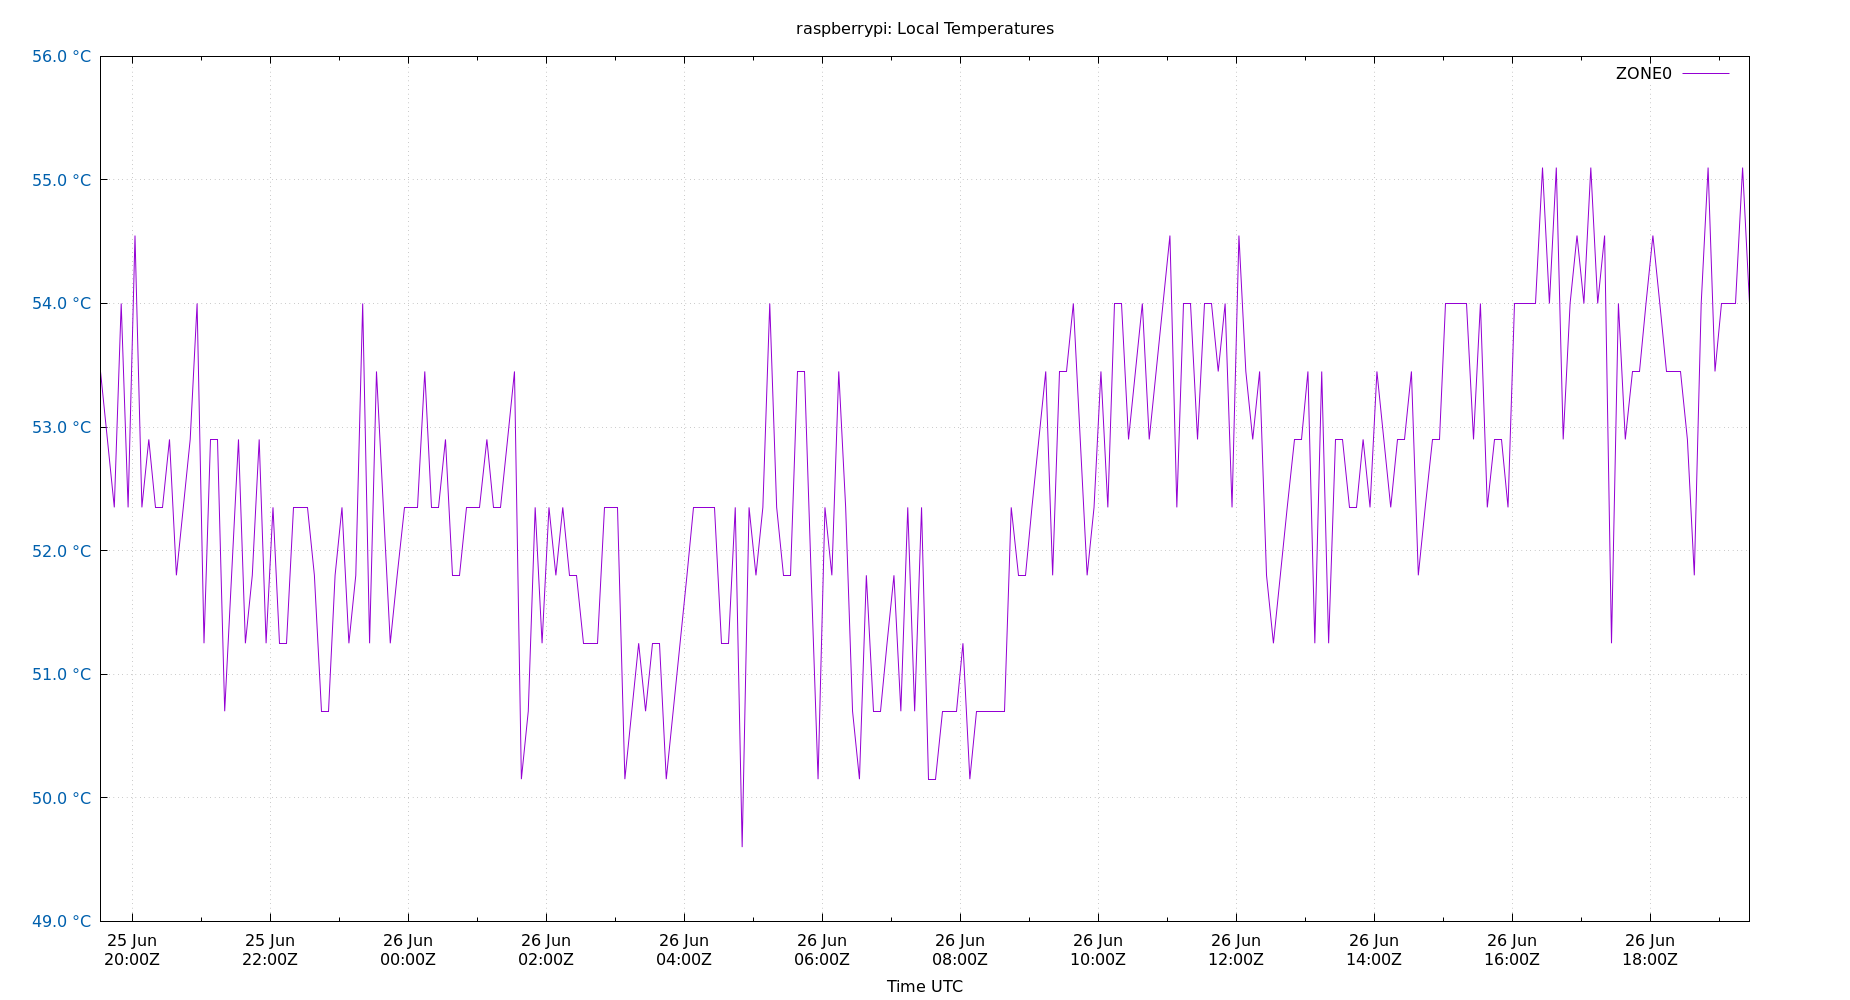 raspberrypi: Local Temperatures
56.0 °C
ZONE0
55.0 °C
54.0 °C
53.0 °C
52.0 °C
51.0 °C
50.0 °C
49.0 °C
25 Jun 25 Jun 26 Jun 26 Jun 26 Jun 26 Jun 26 Jun 26 Jun 26 Jun 26 Jun 26 Jun 26 Jun
20:00Z 22:00Z 00:00Z 02:00Z 04:00Z 06:00Z 08:00Z 10:00Z 12:00Z 14:00Z 16:00Z 18:00Z
Time UTC